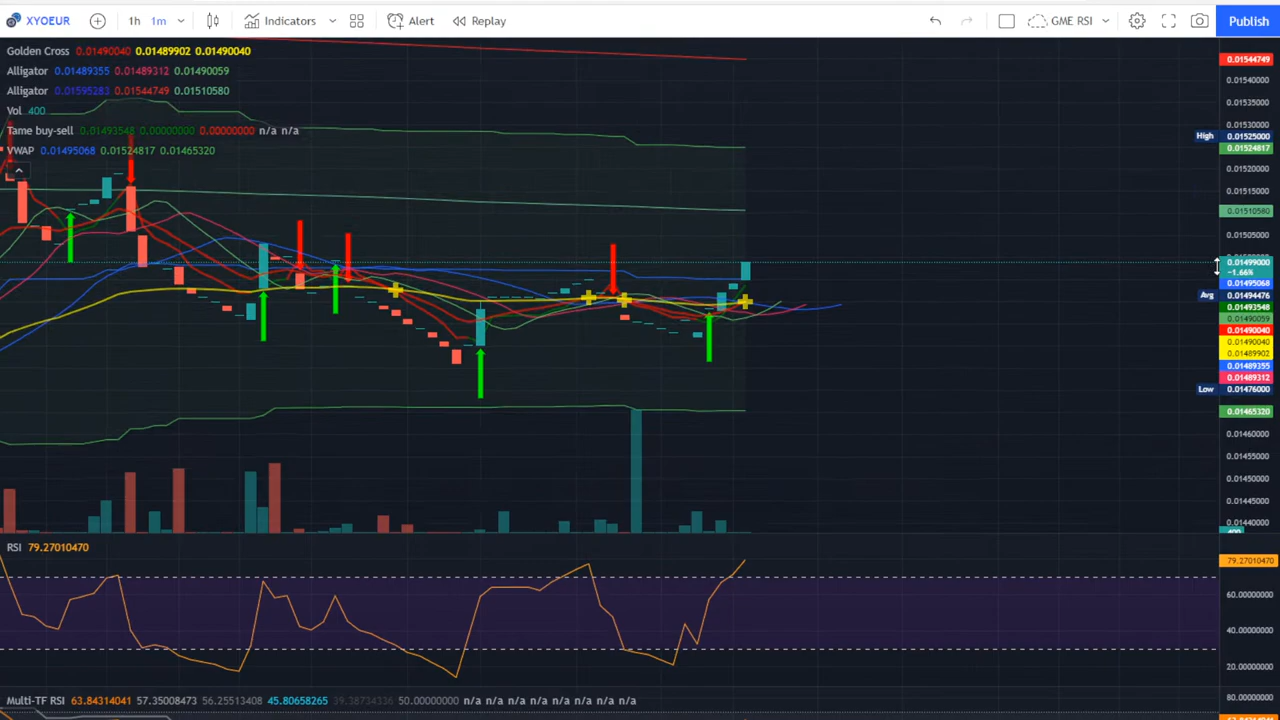 XYOEUR 1h 1m Indicators Alert Replay GME RSI Publish
Golden Cross 0.01490040 0.01489902 0.01490040
Alligator 0.01489355 0.01489312 0.01490059
Alligator 0.01595283 0.01544749 0.01510580
Vol 400
Tame buy-sell 0.01493548 0.00000000 0.00000000 n/a n/a
VWAP 0.01495068 0.01524817 0.01465320
0.01544749
0.01540000
0.01535000
0.01530000
High 0.01525000
0.01524817
0.01520000
0.01515000
0.01510580
0.01505000
0.01499000
-1.66%
0.01495068
Avg 0.01494476
0.01493548
0.01490059
0.01490040
0.01490040
0.01489902
0.01489355
0.01489312
Low 0.01476000
0.01465320
0.01460000
0.01455000
0.01450000
0.01445000
0.01440000
400
RSI 79.27010470
79.27010470
60.00000000
40.00000000
20.00000000
Multi-TF RSI 63.84314041 57.35008473 56.25513408 45.80658265 39.38734336 50.00000000 n/a n/a n/a n/a n/a n/a n/a n/a
80.00000000